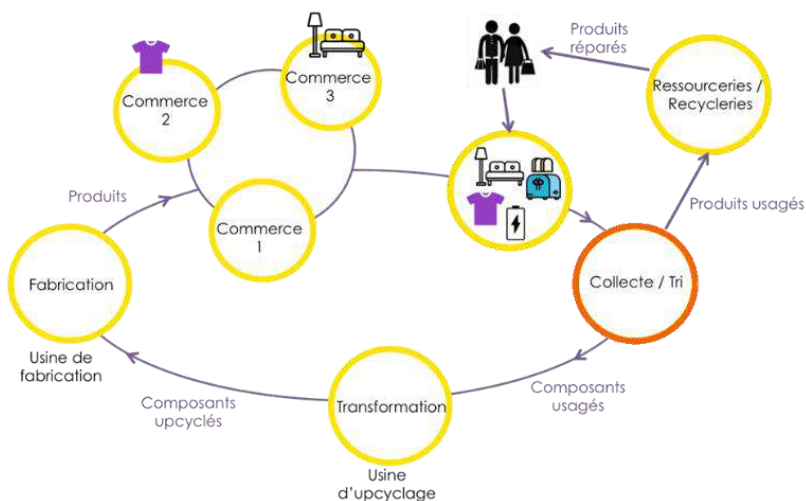 Produits
réparés
Commerce
3
Commerce
2
Ressourceries /
Recycleries
Produits
Commerce
1
Produits usagés
Fabrication
Collecte / Tri
Usine de
fabrication
Composants
upcyclés
Transformation
Composants
usagés
Usine
d'upcyclage